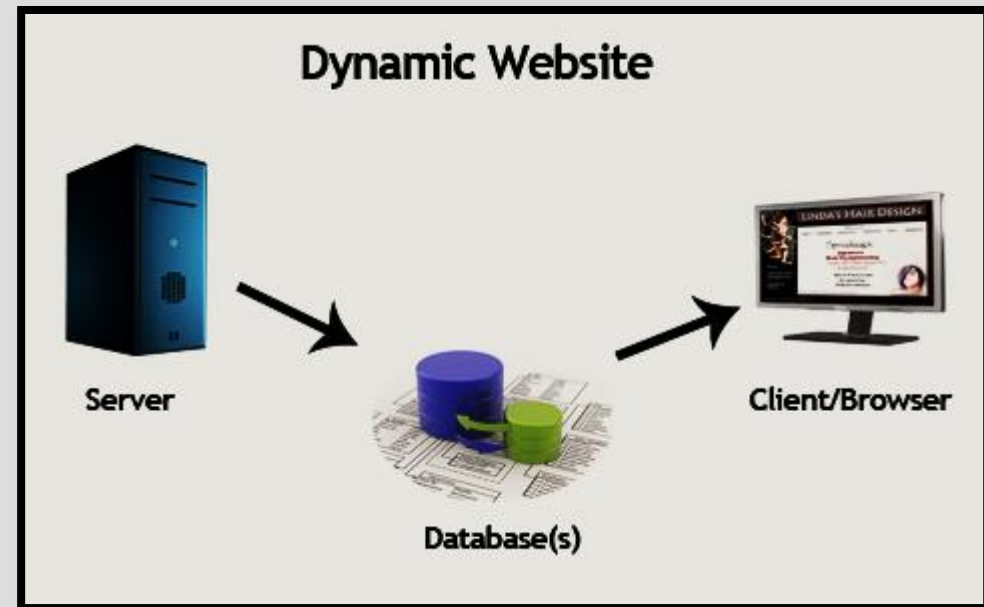 Dynamic Website
LINDA'S HAIR DESIGN
Server
Client/Browser
Database(s)